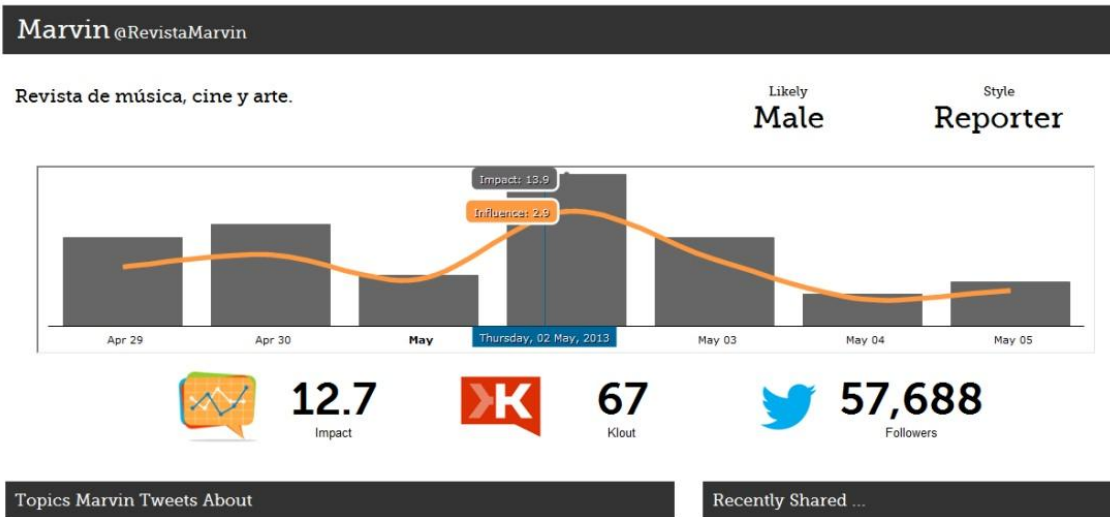 Marvin @RevistaMarvin
Revista de música, cine y arte.
Likely
Male
Style
Reporter
Impact: 13.9
Influence: 2.9
Apr 29
Apr 30
May
Thursday, 02 May, 2013
May 03
May 04
May 05
12.7
Impact
K
67
Klout
57,688
Followers
Topics Marvin Tweets About
Recently Shared ...